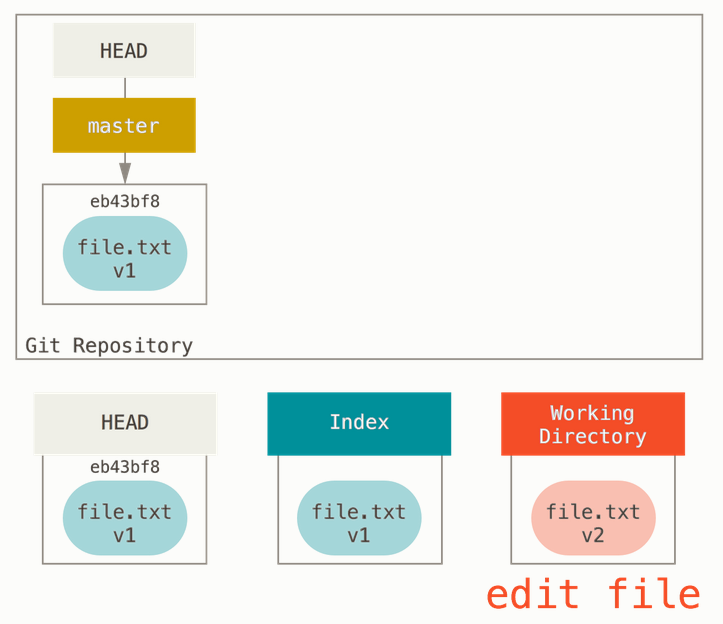 HEAD
master
eb43bf8
file.txt
v1
Git Repository
HEAD
eb43bf8
file.txt
v1
Index
file.txt
v1
Working
Directory
file.txt
v2
edit file